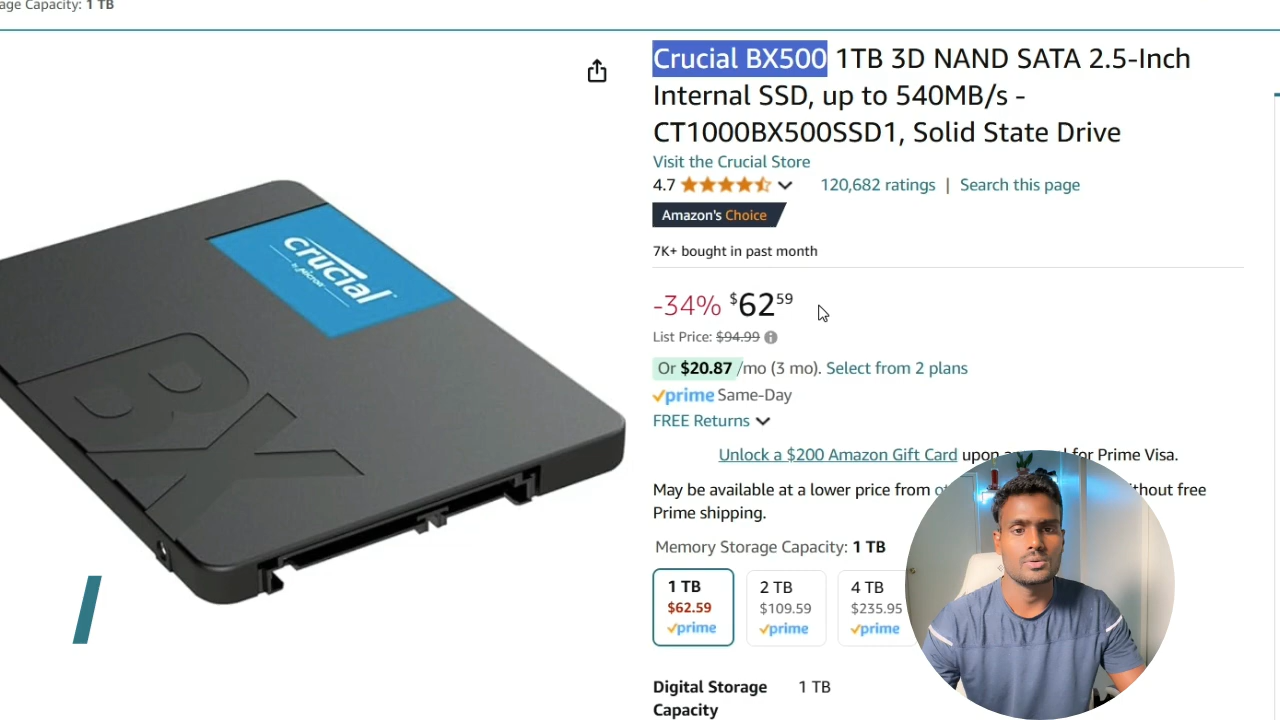 age Capacity: 1 TB
Crucial BX500 1TB 3D NAND SATA 2.5-Inch
Internal SSD, up to 540MB/s -
CT1000BX500SSD1, Solid State Drive
Visit the Crucial Store
4.7 120,682 ratings | Search this page
Amazon's Choice
7K+ bought in past month
-34% $62 59
List Price: $94.99
Or $20.87 /mo (3 mo). Select from 2 plans
prime Same-Day
FREE Returns
Unlock a $200 Amazon Gift Card upon for Prime Visa.
May be available at a lower price from without free
Prime shipping.
Memory Storage Capacity: 1 TB
1 TB
$62.59
prime
2 TB
$109.59
prime
4 TB
$235.95
prime
Digital Storage 1 TB
Capacity
crucial
by Micron
BX
/